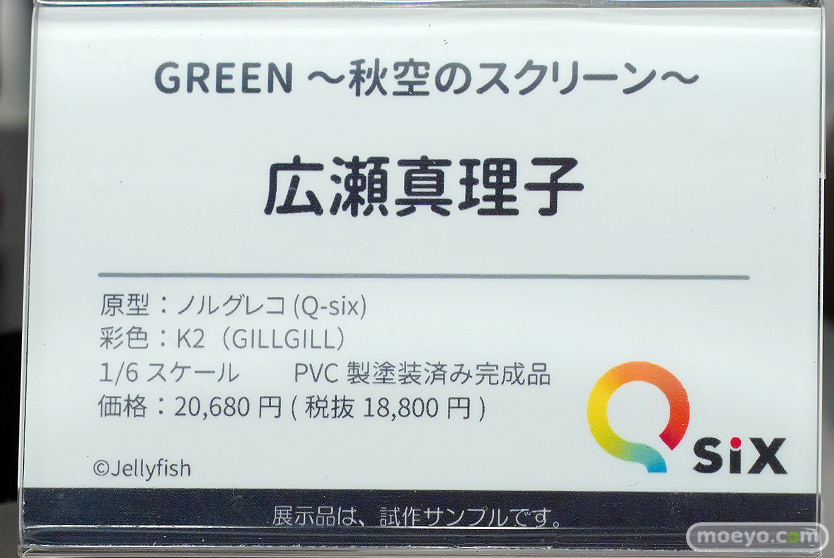 GREEN 〜秋空のスクリーン〜
広瀬真理子
原型：ノルグレコ(Q-six)
彩色：K2（GILLGILL）
1/6 スケール　　PVC 製塗装済み完成品
価格：20,680 円 ( 税抜 18,800 円 )
Q siX
©Jellyfish
展示品は、試作サンプルです。
moeyo.com